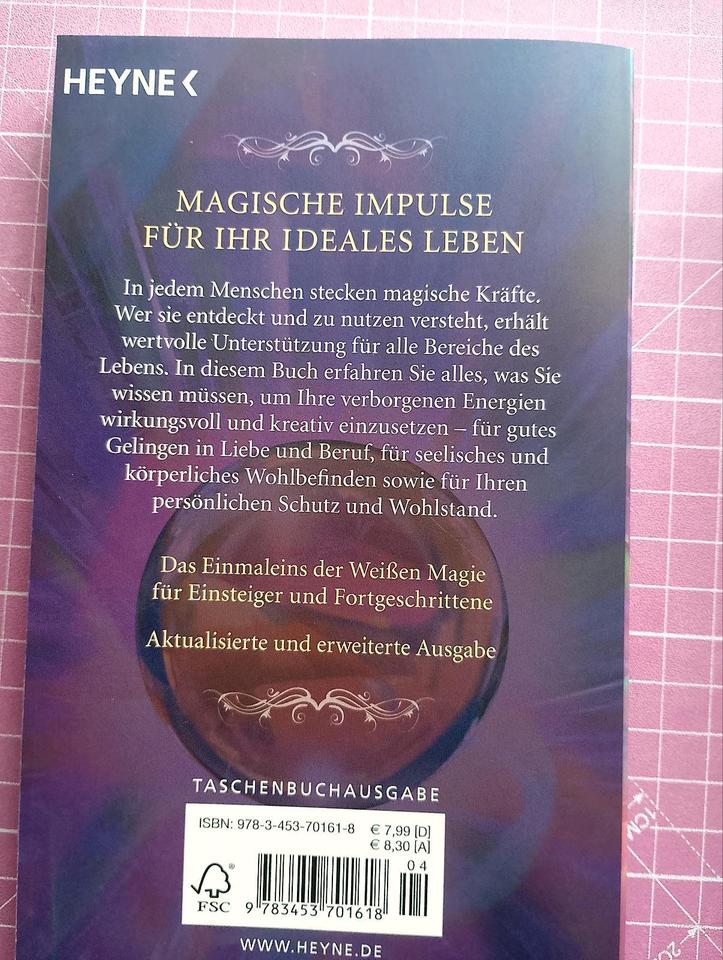 HEYNE <
MAGISCHE IMPULSE
FÜR IHR IDEALES LEBEN
In jedem Menschen stecken magische Kräfte.
Wer sie entdeckt und zu nutzen versteht, erhält
wertvolle Unterstützung für alle Bereiche des
Lebens. In diesem Buch erfahren Sie alles, was Sie
wissen müssen, um Ihre verborgenen Energien
wirkungsvoll und kreativ einzusetzen – für gutes
Gelingen in Liebe und Beruf, für seelisches und
körperliches Wohlbefinden sowie für Ihren
persönlichen Schutz und Wohlstand.
Das Einmaleins der Weißen Magie
für Einsteiger und Fortgeschrittene
Aktualisierte und erweiterte Ausgabe
TASCHENBUCHAUSGABE
ISBN: 978-3-453-70161-8 € 7,99 [D]
€ 8,30 [A]
04
FSC ®
9 783453 701618
WWW.HEYNE.DE
1CM